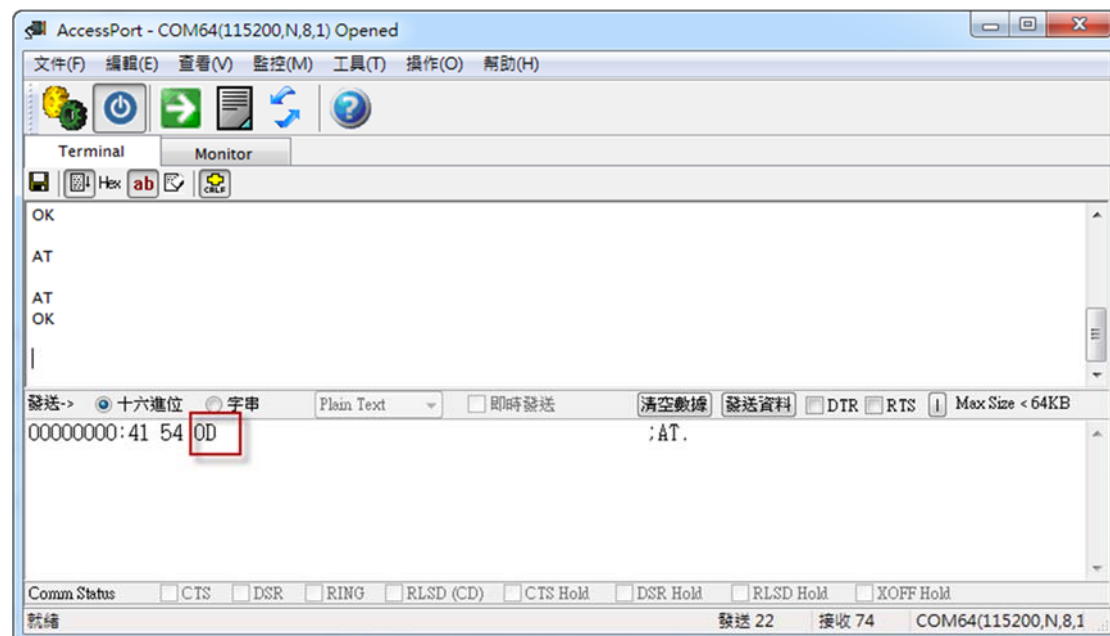 AccessPort - COM64(115200,N,8,1) Opened
文件(F) 編輯(E) 查看(V) 監控(M) 工具(T) 操作(O) 幫助(H)
Terminal Monitor
Hex ab CRLF
OK
AT
AT
OK
發送-> 十六進位 字串 Plain Text 即時發送 清空數據 發送資料 DTR RTS Max Size < 64KB
00000000:41 54 0D ;AT.
Comm Status CTS DSR RING RLSD (CD) CTS Hold DSR Hold RLSD Hold XOFF Hold
就緒 發送 22 接收 74 COM64(115200,N,8,1